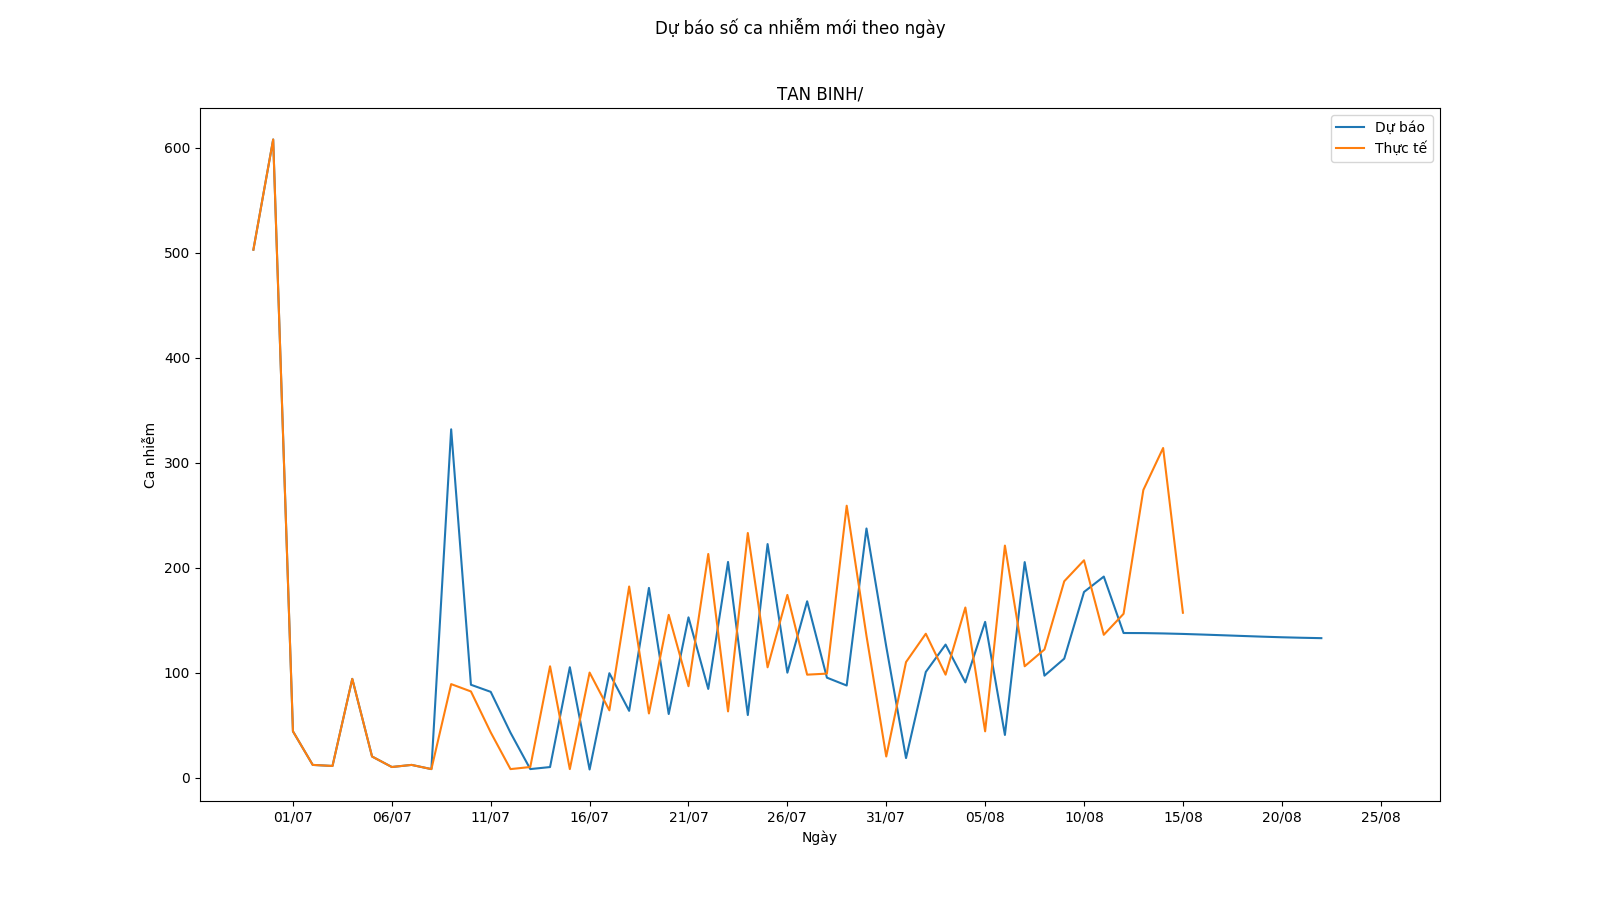 Dự báo số ca nhiễm mới theo ngày
TAN BINH/
Dự báo
Thực tế
600
500
400
300
200
100
0
Ca nhiễm
01/07 06/07 11/07 16/07 21/07 26/07 31/07 05/08 10/08 15/08 20/08 25/08
Ngày